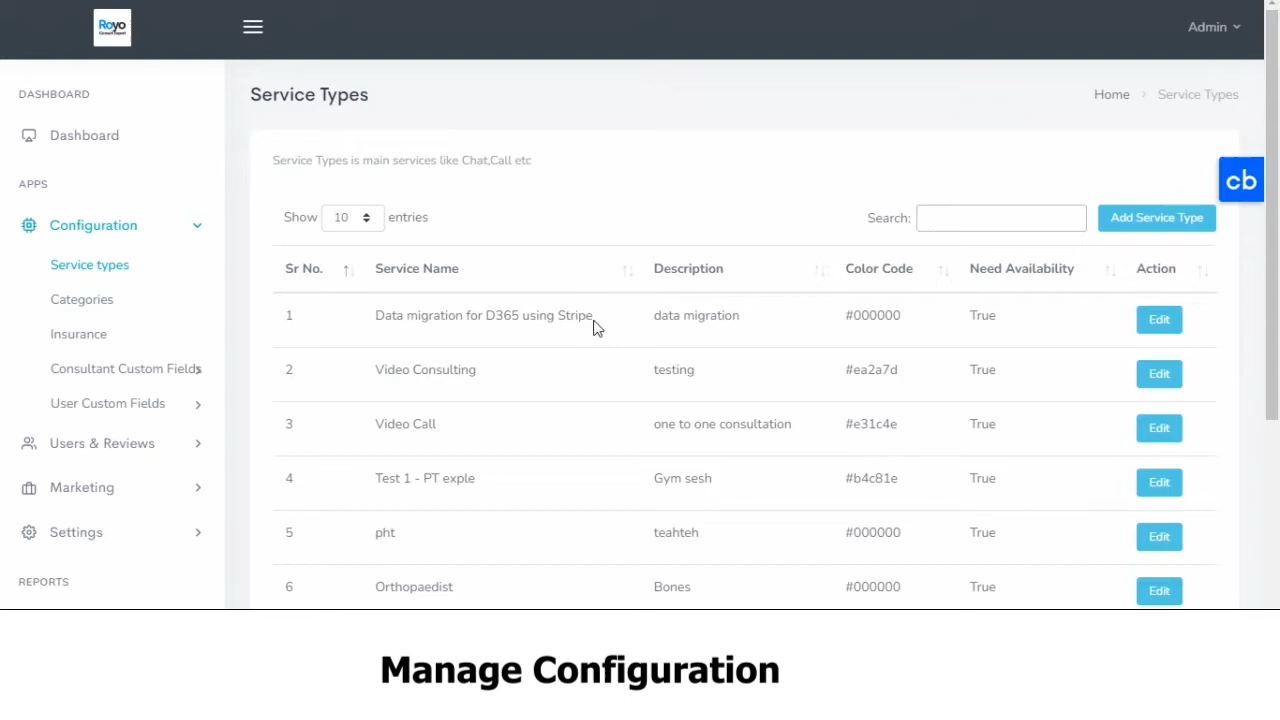 Royo
Admin
DASHBOARD
Dashboard
APPS
Configuration
Service types
Categories
Insurance
Consultant Custom Fields
User Custom Fields
Users & Reviews
Marketing
Settings
REPORTS
Service Types
Home > Service Types
Service Types is main services like Chat,Call etc
cb
Show 10 entries
Search:
Add Service Type
Sr No. Service Name Description Color Code Need Availability Action
1 Data migration for D365 using Stripe data migration #000000 True Edit
2 Video Consulting testing #ea2a7d True Edit
3 Video Call one to one consultation #e31c4e True Edit
4 Test 1 - PT exple Gym sesh #b4c81e True Edit
5 pht teahteh #000000 True Edit
6 Orthopaedist Bones #000000 True Edit
Manage Configuration